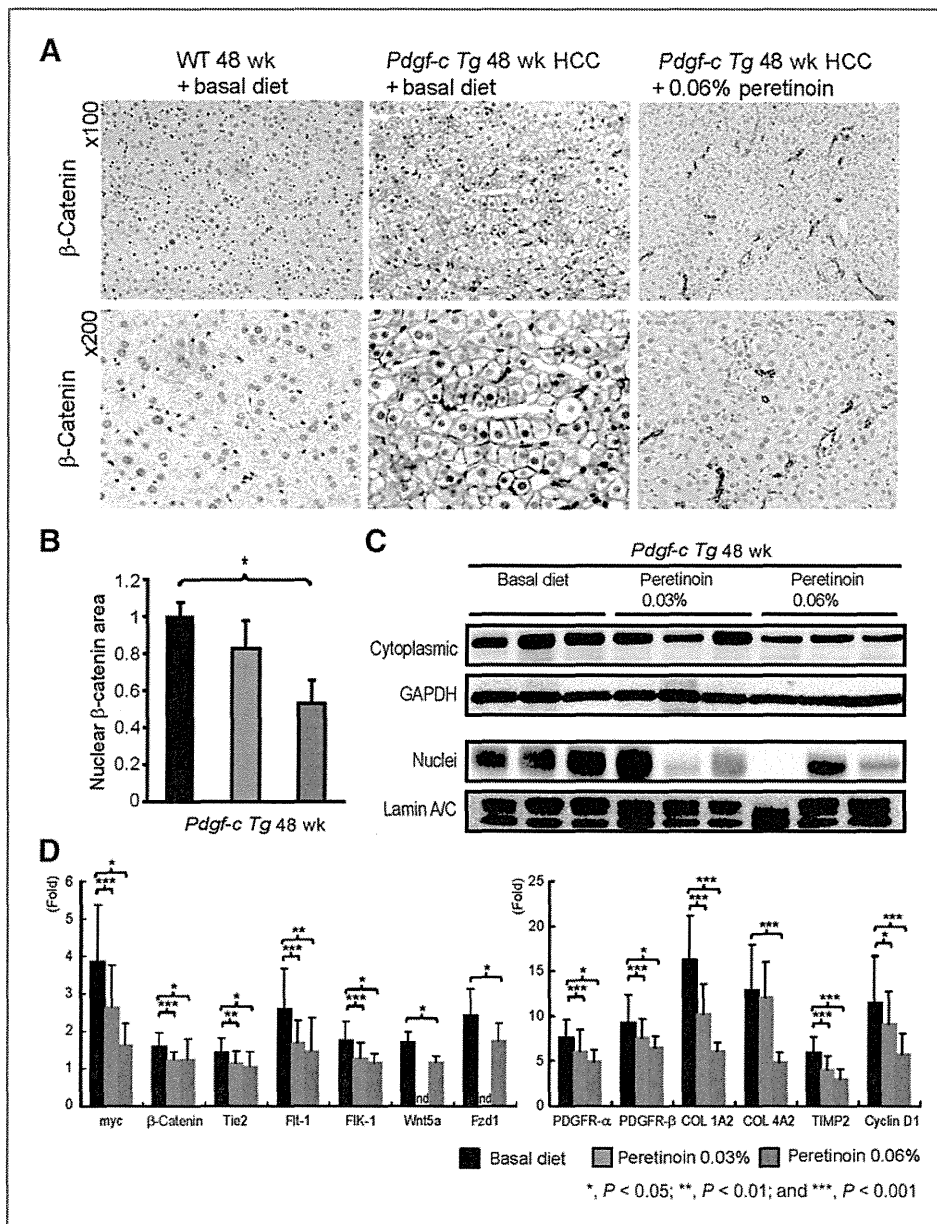 A
WT 48 wk
+ basal diet
Pdgf-c Tg 48 wk HCC
+ basal diet
Pdgf-c Tg 48 wk HCC
+ 0.06% peretinoin
x100
β-Catenin
x200
β-Catenin
B
*
Nuclear β-catenin area
1.2
1
0.8
0.6
0.4
0.2
0
Pdgf-c Tg 48 wk
C
Pdgf-c Tg 48 wk
Basal diet
Peretinoin
0.03%
Peretinoin
0.06%
Cytoplasmic
GAPDH
Nuclei
Lamin A/C
D
(Fold)
6
5
4
3
2
1
0
*
***
*
***
*
**
**
***
*
***
*
*
nd
nd
myc
β-Catenin
Tie2
Flt-1
FlK-1
Wnt5a
Fzd1
(Fold)
25
20
15
10
5
0
*
***
*
***
***
***
***
***
***
***
*
PDGFR-α
PDGFR-β
COL 1A2
COL 4A2
TIMP2
Cyclin D1
Basal diet
Peretinoin 0.03%
Peretinoin 0.06%
*, P < 0.05; **, P < 0.01; and ***, P < 0.001